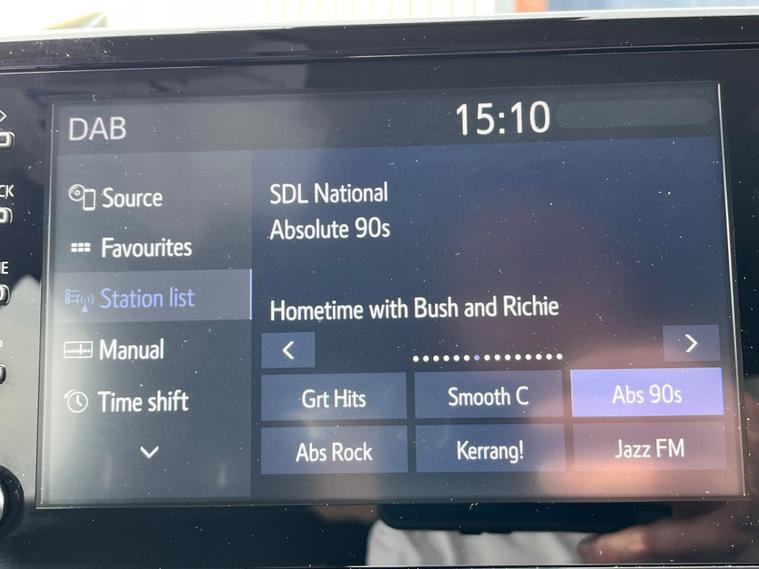 DAB
15:10
Source
Favourites
Station list
Manual
Time shift
SDL National
Absolute 90s
Hometime with Bush and Richie
Grt Hits
Smooth C
Abs 90s
Abs Rock
Kerrang!
Jazz FM